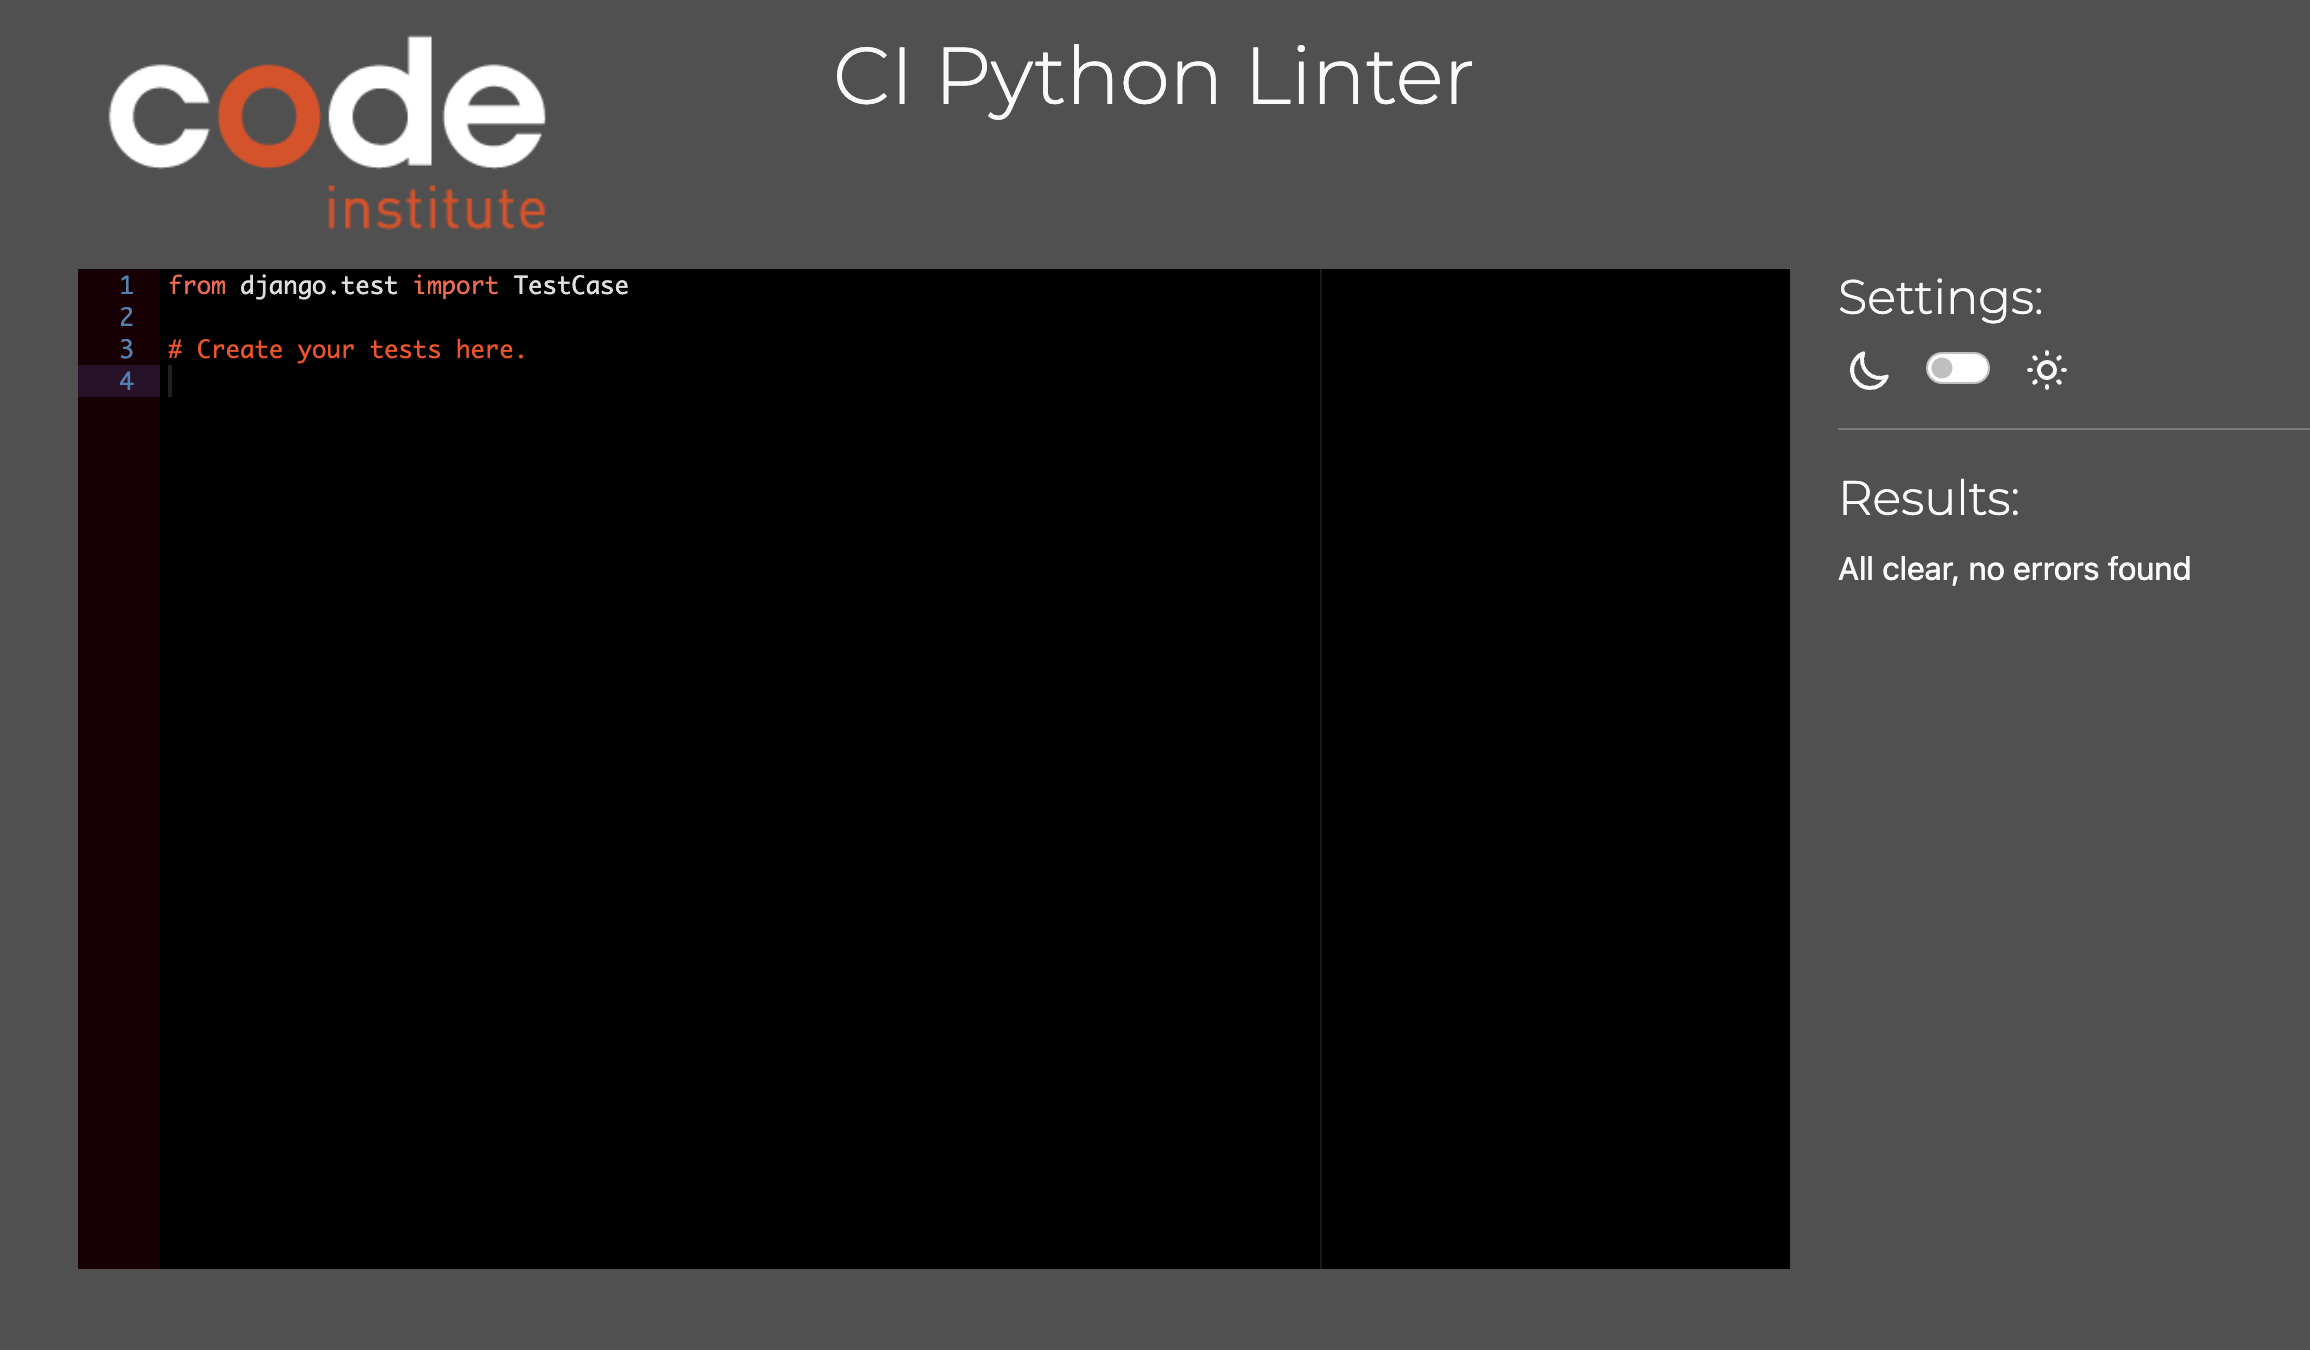 code
institute
CI Python Linter
1 from django.test import TestCase
2
3 # Create your tests here.
4
Settings:
Results:
All clear, no errors found